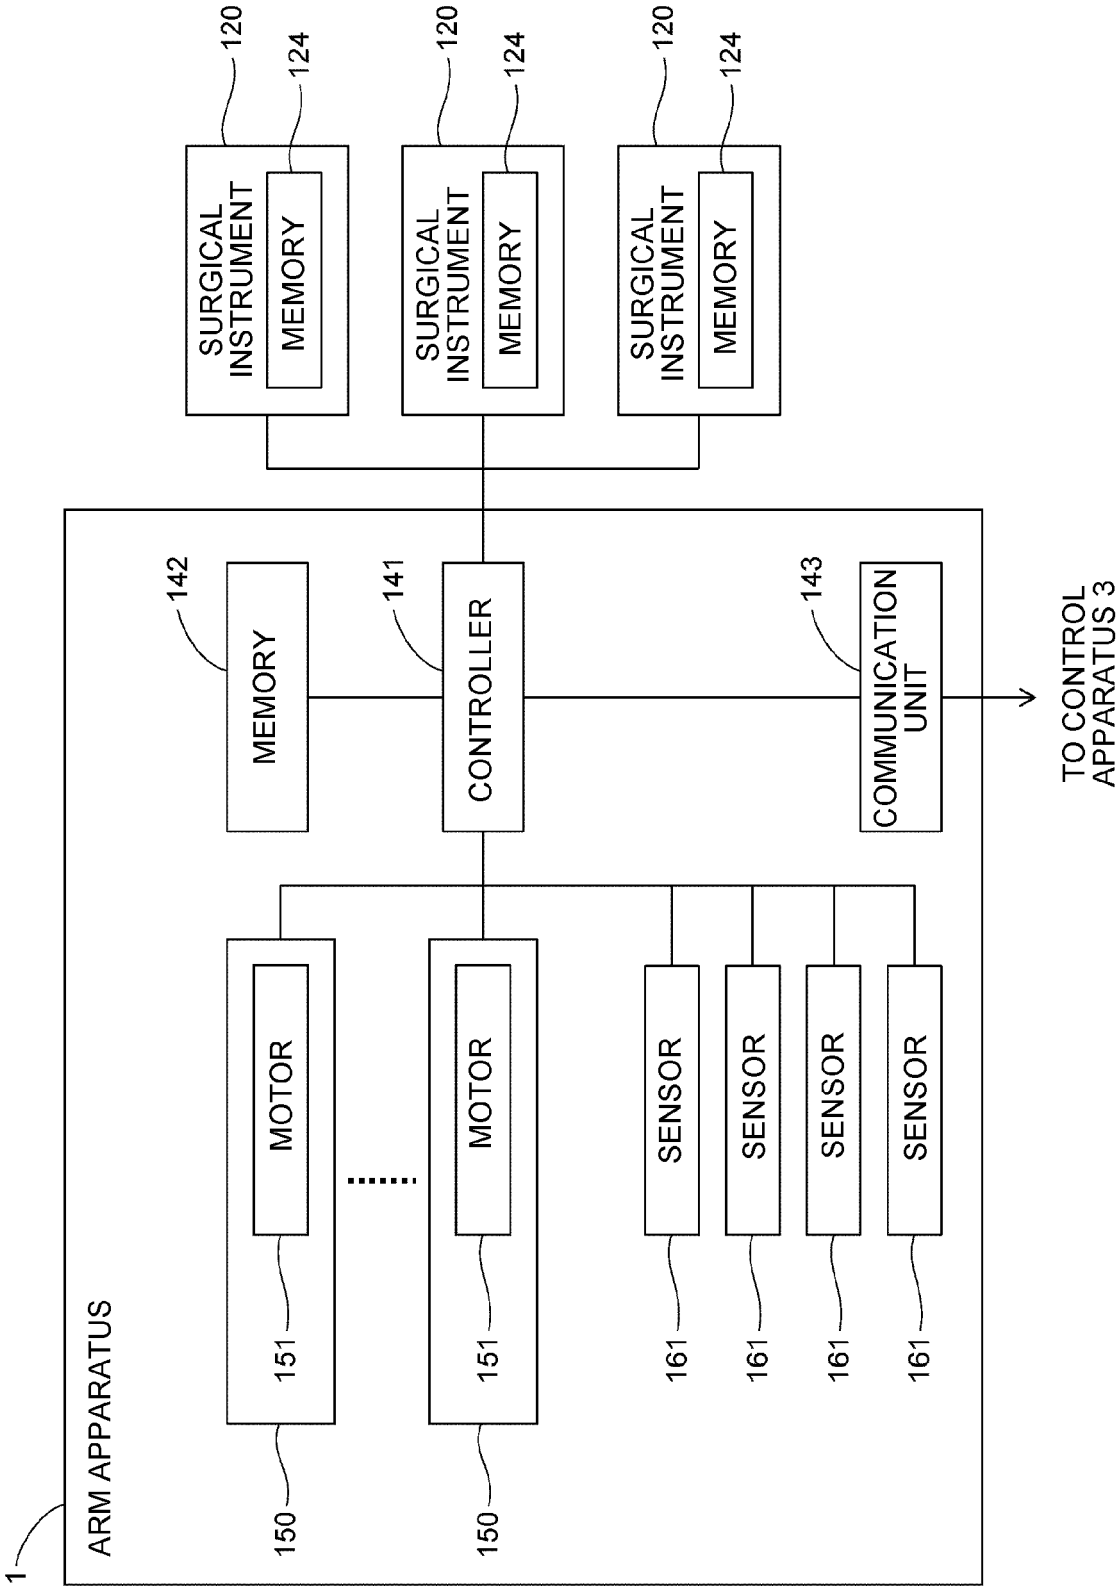 1
ARM APPARATUS
150
151
MOTOR
150
151
MOTOR
161
SENSOR
161
SENSOR
161
SENSOR
161
SENSOR
142
MEMORY
141
CONTROLLER
143
COMMUNICATION
UNIT
TO CONTROL
APPARATUS 3
120
SURGICAL
INSTRUMENT
124
MEMORY
120
SURGICAL
INSTRUMENT
124
MEMORY
120
SURGICAL
INSTRUMENT
124
MEMORY